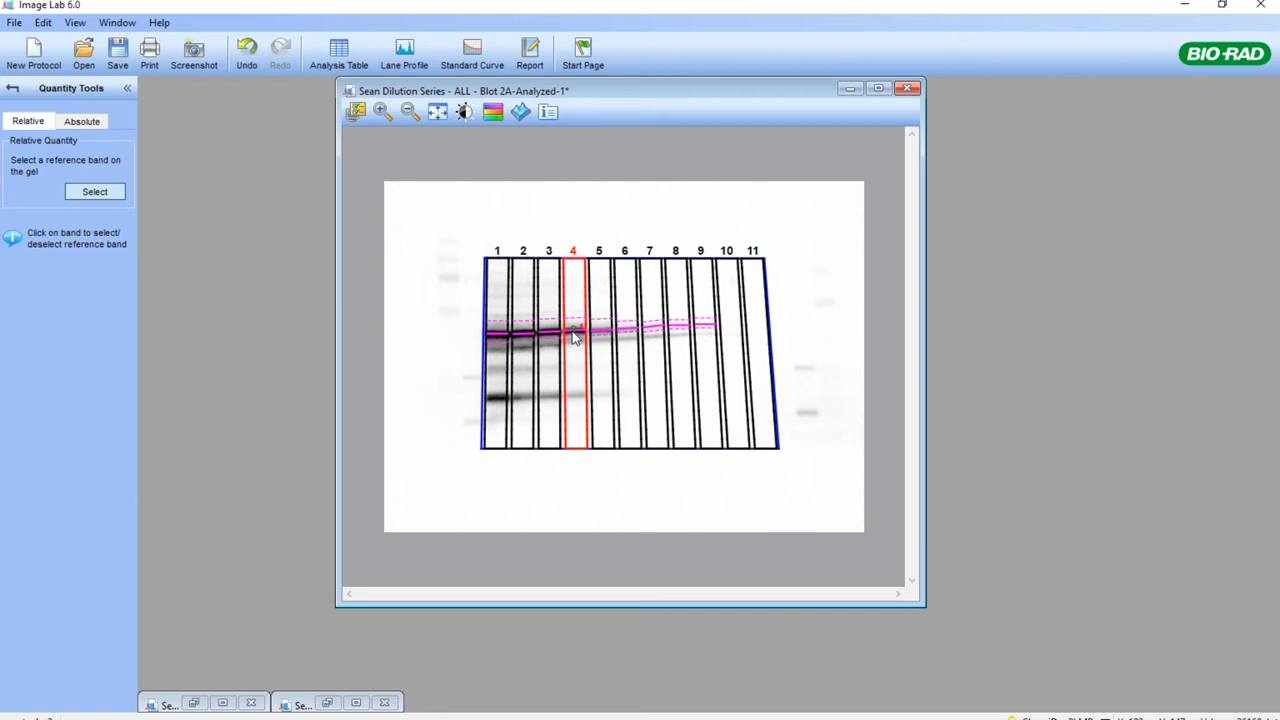 Image Lab 6.0
File Edit View Window Help
New Protocol Open Save Print Screenshot Undo Redo Analysis Table Lane Profile Standard Curve Report Start Page
BIO-RAD
Quantity Tools
Relative Absolute
Relative Quantity
Select a reference band on
the gel
Select
Click on band to select/
deselect reference band
Sean Dilution Series - ALL - Blot 2A-Analyzed-1*
1 2 3 4 5 6 7 8 9 10 11
Se... Se...